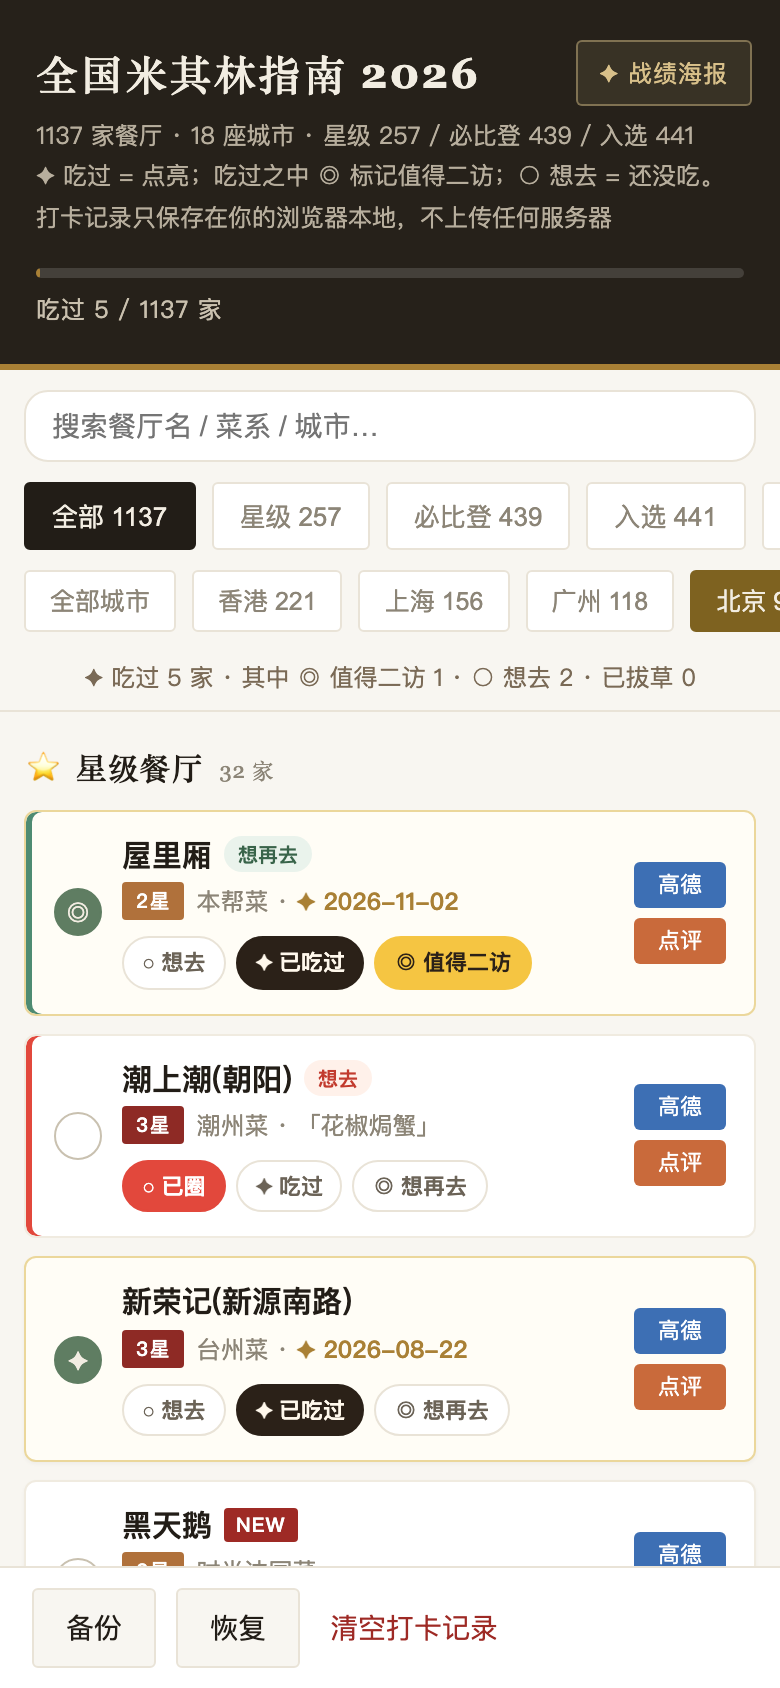 全国米其林指南 2026
✦ 战绩海报
1137 家餐厅 · 18 座城市 · 星级 257 / 必比登 439 / 入选 441
✦ 吃过 = 点亮；吃过之中 ◎ 标记值得二访；○ 想去 = 还没吃。
打卡记录只保存在你的浏览器本地，不上传任何服务器
吃过 5 / 1137 家
搜索餐厅名 / 菜系 / 城市…
全部 1137 星级 257 必比登 439 入选 441
全部城市 香港 221 上海 156 广州 118 北京 9
✦ 吃过 5 家 · 其中 ◎ 值得二访 1 · ○ 想去 2 · 已拔草 0
⭐ 星级餐厅 32 家
屋里厢 想再去
2星 本帮菜 · ✦ 2026-11-02
○ 想去 ✦ 已吃过 ◎ 值得二访
高德
点评
潮上潮(朝阳) 想去
3星 潮州菜 · 「花椒焗蟹」
○ 已圈 ✦ 吃过 ◎ 想再去
高德
点评
新荣记(新源南路)
3星 台州菜 · ✦ 2026-08-22
○ 想去 ✦ 已吃过 ◎ 想再去
高德
点评
黑天鹅 NEW
高德
备份 恢复 清空打卡记录